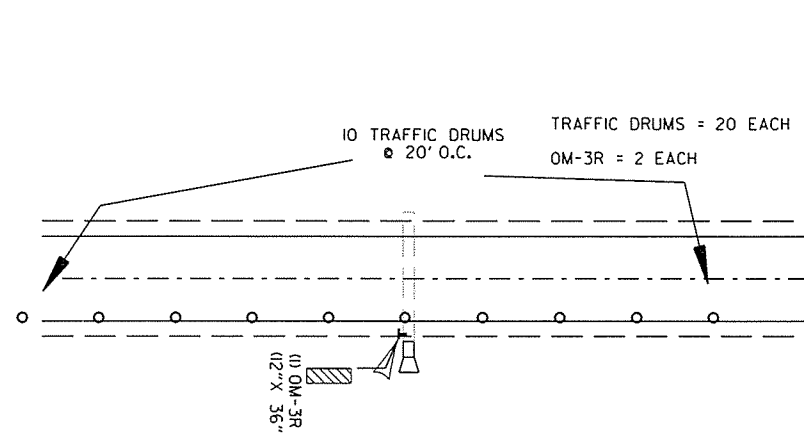 10 TRAFFIC DRUMS
@ 20' O.C.
TRAFFIC DRUMS = 20 EACH
OM-3R = 2 EACH
(1) OM-3R
(12"X 36"